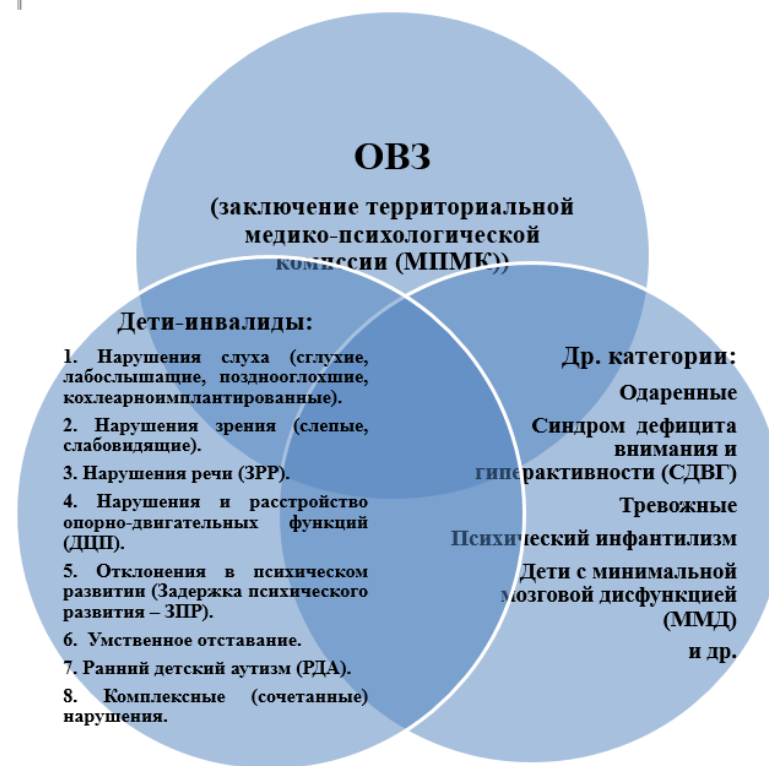 ОВЗ
(заключение территориальной
медико-психологической
комиссии (МПМК))
Дети-инвалиды:
1. Нарушения слуха (сглухие,
лабослышащие, позднооглохшие,
кохлеарноимплантированные).
2. Нарушения зрения (слепые,
слабовидящие).
3. Нарушения речи (ЗРР).
4. Нарушения и расстройство
опорно-двигательных функций
(ДЦП).
5. Отклонения в психическом
развитии (Задержка психического
развития – ЗПР).
6. Умственное отставание.
7. Ранний детский аутизм (РДА).
8. Комплексные (сочетанные)
нарушения.
Др. категории:
Одаренные
Синдром дефицита
внимания и
гиперактивности (СДВГ)
Тревожные
Психический инфантилизм
Дети с минимальной
мозговой дисфункцией
(ММД)
и др.